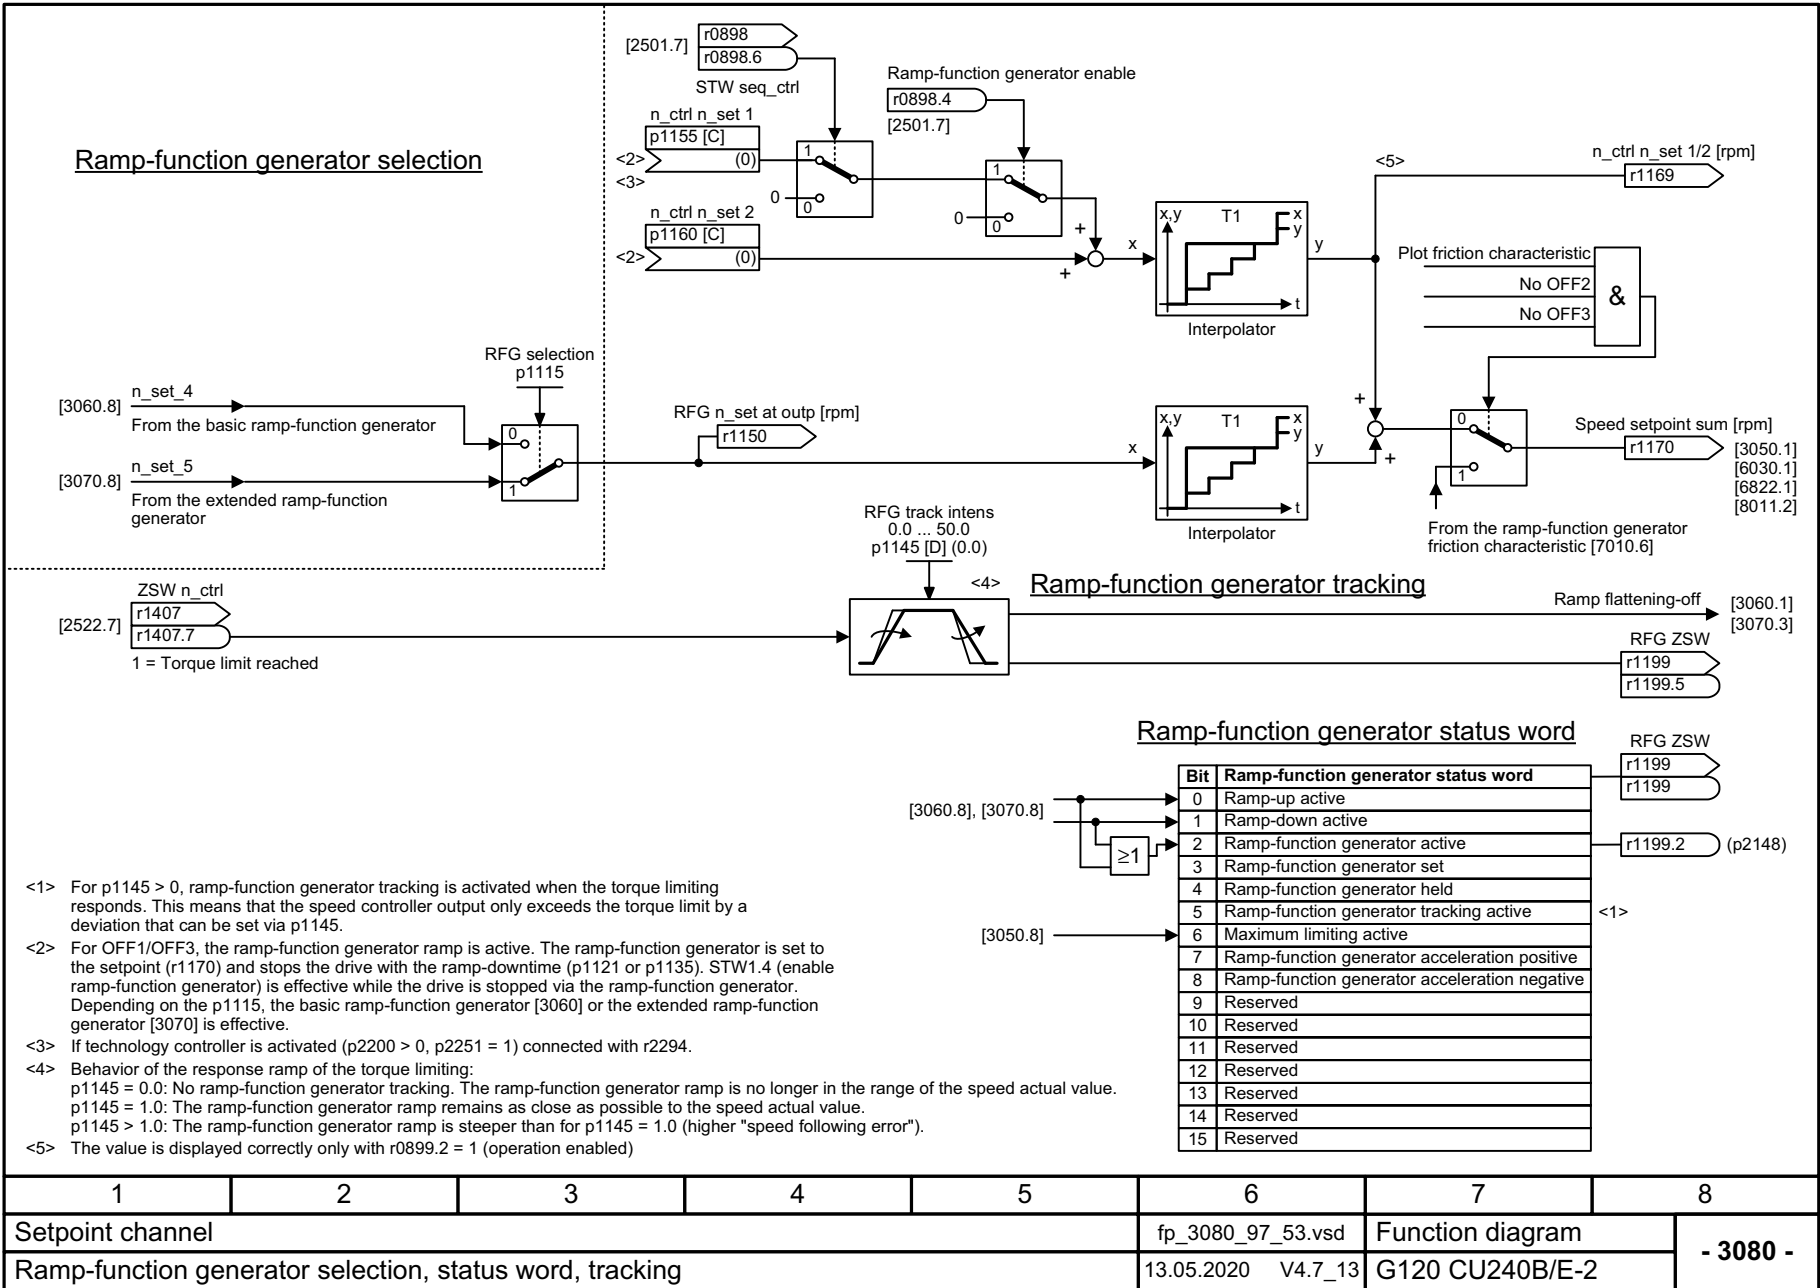 Ramp-function generator selection
[2501.7]
r0898
r0898.6
STW seq_ctrl
Ramp-function generator enable
r0898.4
[2501.7]
n_ctrl n_set 1
p1155 [C]
<2>
(0)
<3>
1
0
0
1
0
0
n_ctrl n_set 2
p1160 [C]
<2>
(0)
+
+
x
x,y
T1
x
y
t
Interpolator
y
<5>
n_ctrl n_set 1/2 [rpm]
r1169
Plot friction characteristic
No OFF2
No OFF3
&
RFG selection
p1115
[3060.8]
n_set_4
From the basic ramp-function generator
[3070.8]
n_set_5
From the extended ramp-function
generator
0
1
RFG n_set at outp [rpm]
r1150
x
x,y
T1
x
y
t
Interpolator
y
+
+
0
1
Speed setpoint sum [rpm]
r1170
[3050.1]
[6030.1]
[6822.1]
[8011.2]
From the ramp-function generator
friction characteristic [7010.6]
RFG track intens
0.0 ... 50.0
p1145 [D] (0.0)
<4>
Ramp-function generator tracking
ZSW n_ctrl
[2522.7]
r1407
r1407.7
1 = Torque limit reached
Ramp flattening-off
[3060.1]
[3070.3]
RFG ZSW
r1199
r1199.5
Ramp-function generator status word
RFG ZSW
r1199
r1199
Bit Ramp-function generator status word
[3060.8], [3070.8]
0 Ramp-up active
1 Ramp-down active
≥1
2 Ramp-function generator active
r1199.2
(p2148)
3 Ramp-function generator set
4 Ramp-function generator held
5 Ramp-function generator tracking active
<1>
[3050.8]
6 Maximum limiting active
7 Ramp-function generator acceleration positive
8 Ramp-function generator acceleration negative
9 Reserved
10 Reserved
11 Reserved
12 Reserved
13 Reserved
14 Reserved
15 Reserved
<1> For p1145 > 0, ramp-function generator tracking is activated when the torque limiting
responds. This means that the speed controller output only exceeds the torque limit by a
deviation that can be set via p1145.
<2> For OFF1/OFF3, the ramp-function generator ramp is active. The ramp-function generator is set to
the setpoint (r1170) and stops the drive with the ramp-downtime (p1121 or p1135). STW1.4 (enable
ramp-function generator) is effective while the drive is stopped via the ramp-function generator.
Depending on the p1115, the basic ramp-function generator [3060] or the extended ramp-function
generator [3070] is effective.
<3> If technology controller is activated (p2200 > 0, p2251 = 1) connected with r2294.
<4> Behavior of the response ramp of the torque limiting:
p1145 = 0.0: No ramp-function generator tracking. The ramp-function generator ramp is no longer in the range of the speed actual value.
p1145 = 1.0: The ramp-function generator ramp remains as close as possible to the speed actual value.
p1145 > 1.0: The ramp-function generator ramp is steeper than for p1145 = 1.0 (higher "speed following error").
<5> The value is displayed correctly only with r0899.2 = 1 (operation enabled)
1 2 3 4 5 6 7 8
Setpoint channel
fp_3080_97_53.vsd
Function diagram
- 3080 -
Ramp-function generator selection, status word, tracking
13.05.2020 V4.7_13
G120 CU240B/E-2